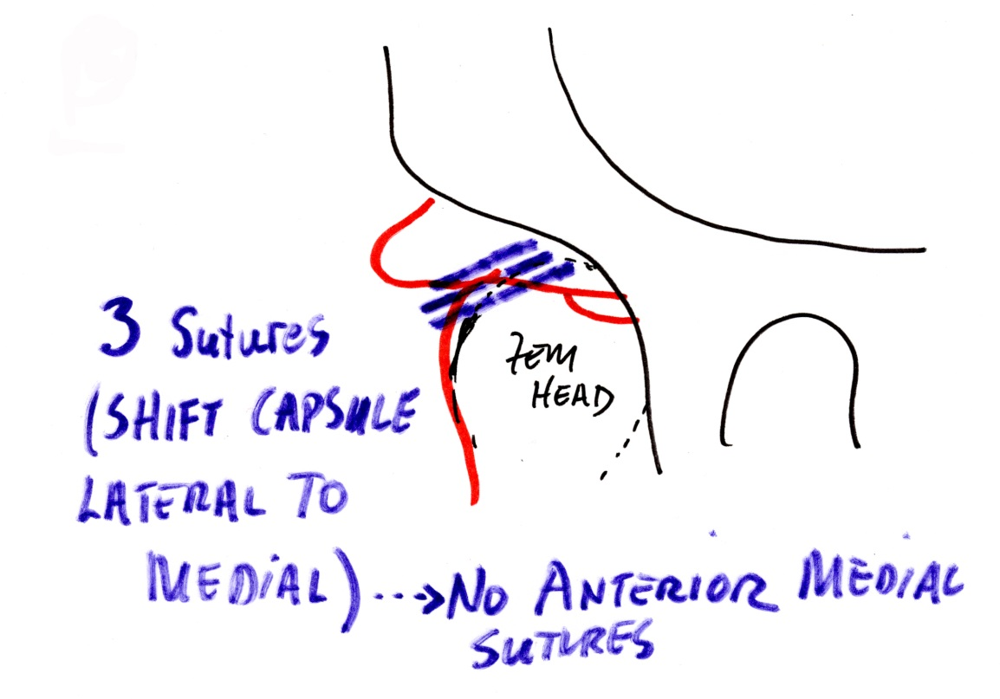 3 Sutures
(SHIFT CAPSULE
LATERAL TO
MEDIAL) ---> NO ANTERIOR MEDIAL
SUTURES
FEM
HEAD